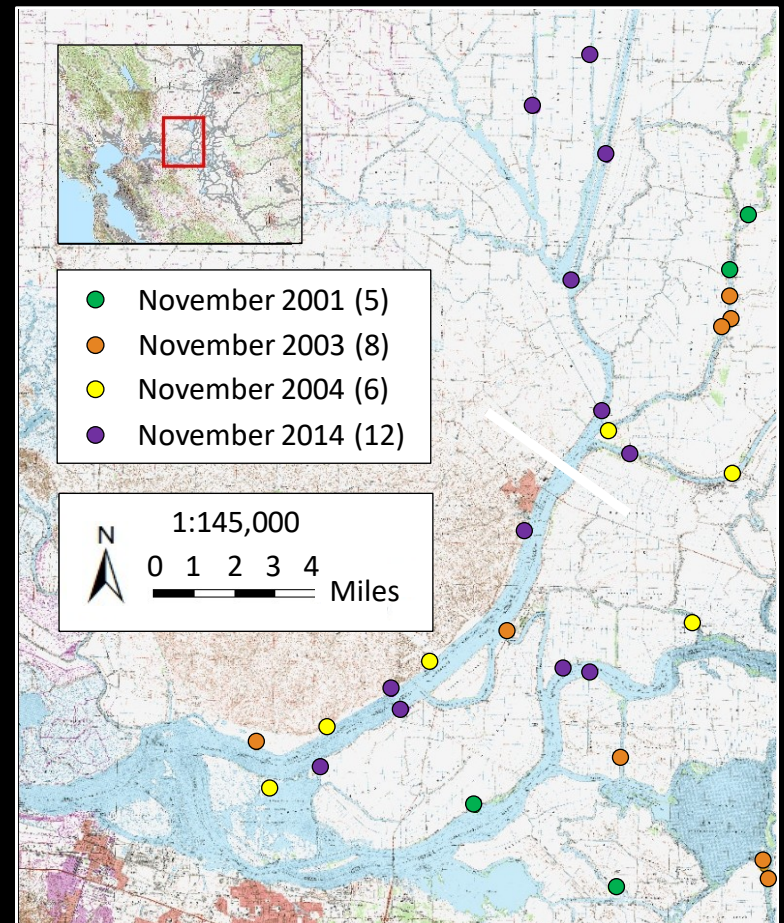 November 2001 (5)
November 2003 (8)
November 2004 (6)
November 2014 (12)
N
1:145,000
0 1 2 3 4
Miles